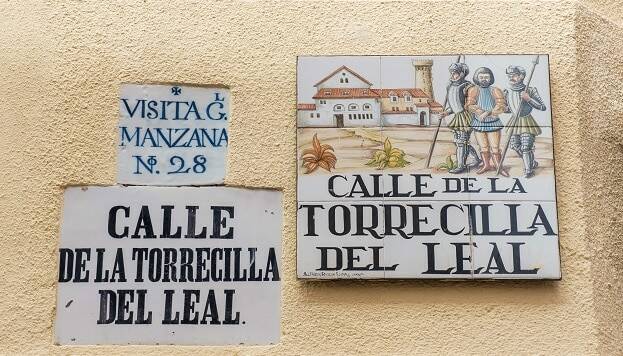 VISITA G.L
MANZANA
No. 28
CALLE
DE LA TORRECILLA
DEL LEAL.
CALLE DE LA
TORRECILLA
DEL LEAL